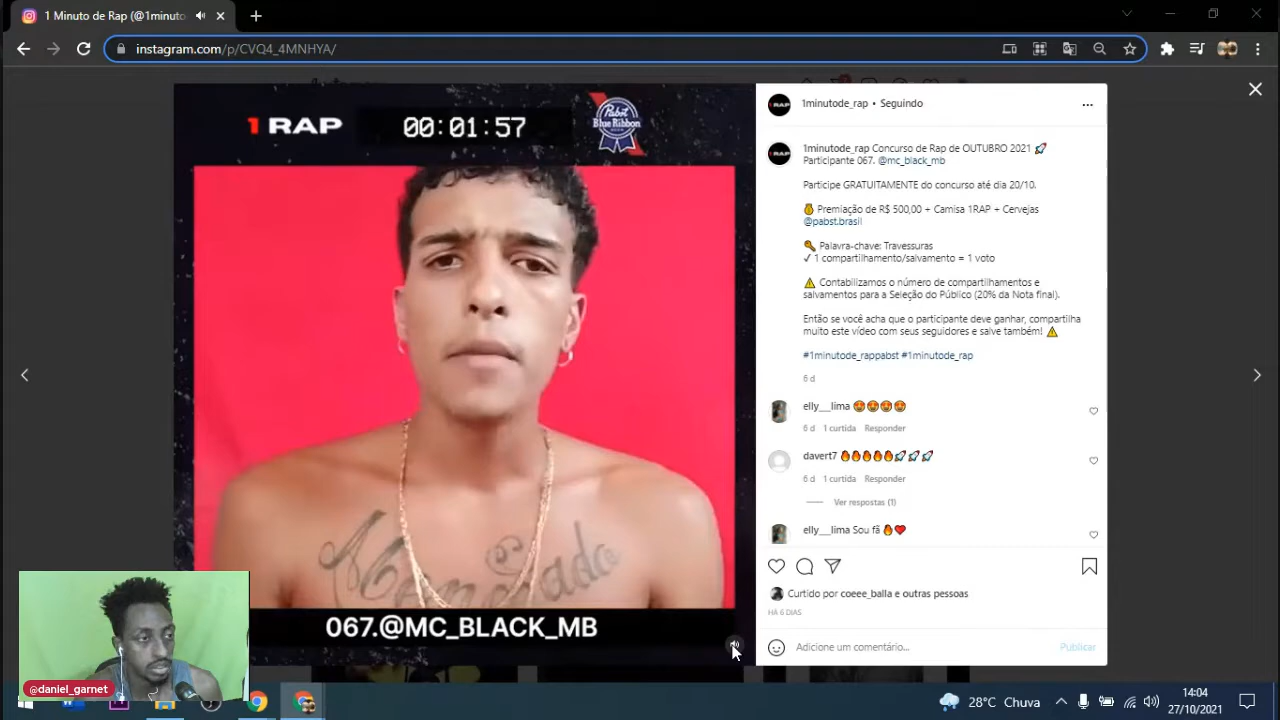 1 Minuto de Rap (@1minuto
instagram.com/p/CVQ4_4MNHYA/
1 RAP
00:01:57
Pabst
Blue Ribbon
067.@MC_BLACK_MB
@daniel_garnet
1minutode_rap • Seguindo
1minutode_rap Concurso de Rap de OUTUBRO 2021 🚀
Participante 067. @mc_black_mb
Participe GRATUITAMENTE do concurso até dia 20/10.
💰 Premiação de R$ 500,00 + Camisa 1RAP + Cervejas
@pabst.brasil
🔑 Palavra-chave: Travessuras
✓ 1 compartilhamento/salvamento = 1 voto
⚠ Contabilizamos o número de compartilhamentos e
salvamentos para a Seleção do Público (20% da Nota final).
Então se você acha que o participante deve ganhar, compartilha
muito este vídeo com seus seguidores e salve também! ⚠
#1minutode_rappabst #1minutode_rap
6 d
elly__lima 🤩🤩🤩🤩
6 d 1 curtida Responder
davert7 🔥🔥🔥🔥🔥🚀🚀🚀
6 d 1 curtida Responder
Ver respostas (1)
elly__lima Sou fã 🔥❤
Curtido por coeee_balla e outras pessoas
HÁ 6 DIAS
Adicione um comentário... Publicar
28°C Chuva
14:04
27/10/2021